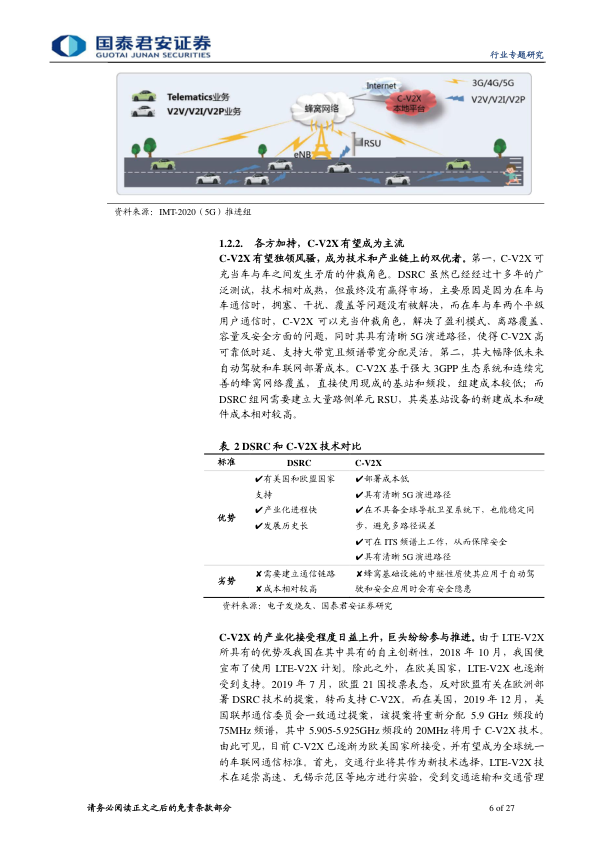 国泰君安证券
GUOTAI JUNAN SECURITIES
行业专题研究
Telematics业务
V2V/V2I/V2P业务
蜂窝网络
Internet
C-V2X
本地平台
3G/4G/5G
V2V/V2I/V2P
eNB
RSU
资料来源：IMT-2020（5G）推进组
1.2.2. 各方加持，C-V2X有望成为主流
C-V2X有望独领风骚，成为技术和产业链上的双优者。第一，C-V2X可
充当车与车之间发生矛盾的仲裁角色。DSRC 虽然已经经过十多年的广
泛测试，技术相对成熟，但最终没有赢得市场，主要原因是因为在车与
车通信时，拥塞、干扰、覆盖等问题没有被解决，而在车与车两个平级
用户通信时，C-V2X 可以充当仲裁角色，解决了盈利模式、离路覆盖、
容量及安全方面的问题，同时其具有清晰 5G 演进路径，使得 C-V2X 高
可靠低时延、支持大带宽且频谱带宽分配灵活。第二，其大幅降低未来
自动驾驶和车联网部署成本。C-V2X 基于强大 3GPP 生态系统和连续完
善的蜂窝网络覆盖，直接使用现成的基站和频段，组建成本较低；而
DSRC 组网需要建立大量路侧单元 RSU，其类基站设备的新建成本和硬
件成本相对较高。
表 2 DSRC 和 C-V2X 技术对比
标准 DSRC C-V2X
优势
✔有美国和欧盟国家
支持
✔产业化进程快
✔发展历史长
✔部署成本低
✔具有清晰 5G 演进路径
✔在不具备全球导航卫星系统下，也能稳定同
步，避免多路径误差
✔可在 ITS 频谱上工作，从而保障安全
✔具有清晰 5G 演进路径
劣势
✘需要建立通信链路
✘成本相对较高
✘蜂窝基础设施的中继性质使其应用于自动驾
驶和安全应用时会有安全隐患
资料来源：电子发烧友、国泰君安证券研究
C-V2X 的产业化接受程度日益上升，巨头纷纷参与推进。由于 LTE-V2X
所具有的优势及我国在其中具有的自主创新性，2018 年 10 月，我国便
宣布了使用 LTE-V2X 计划。除此之外，在欧美国家，LTE-V2X 也逐渐
受到支持。2019 年 7 月，欧盟 21 国投票表态，反对欧盟有关在欧洲部
署 DSRC 技术的提案，转而支持 C-V2X。而在美国，2019 年 12 月，美
国联邦通信委员会一致通过提案，该提案将重新分配 5.9 GHz 频段的
75MHz 频谱，其中 5.905-5.925GHz 频段的 20MHz 将用于 C-V2X 技术。
由此可见，目前 C-V2X 已逐渐为欧美国家所接受，并有望成为全球统一
的车联网通信标准。首先，交通行业将其作为新技术选择，LTE-V2X 技
术在延崇高速、无锡示范区等地方进行实验，受到交通运输和交通管理
请务必阅读正文之后的免责条款部分
6 of 27